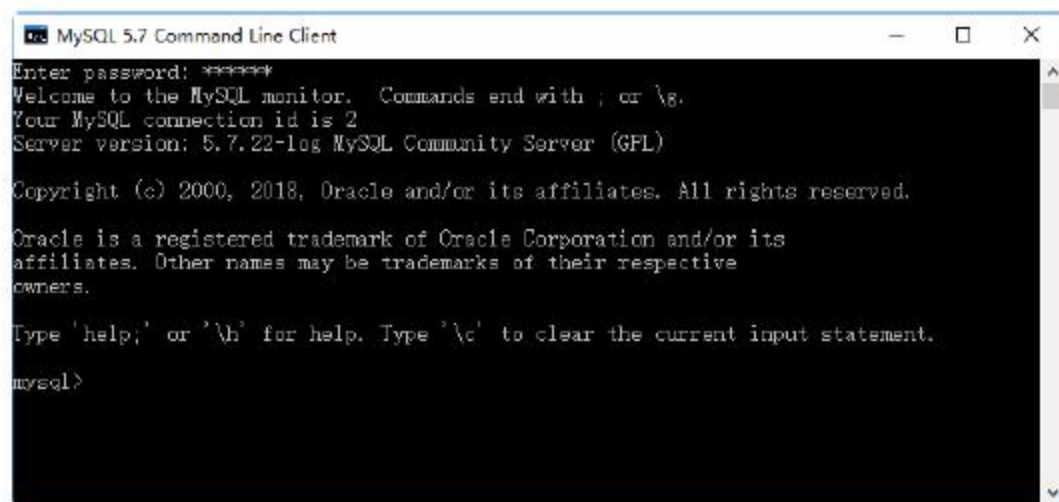 MySQL 5.7 Command Line Client
Enter password: ******
Welcome to the MySQL monitor.  Commands end with ; or \g.
Your MySQL connection id is 2
Server version: 5.7.22-log MySQL Community Server (GPL)
Copyright (c) 2000, 2018, Oracle and/or its affiliates. All rights reserved.
Oracle is a registered trademark of Oracle Corporation and/or its
affiliates. Other names may be trademarks of their respective
owners.
Type 'help;' or '\h' for help. Type '\c' to clear the current input statement.
mysql>